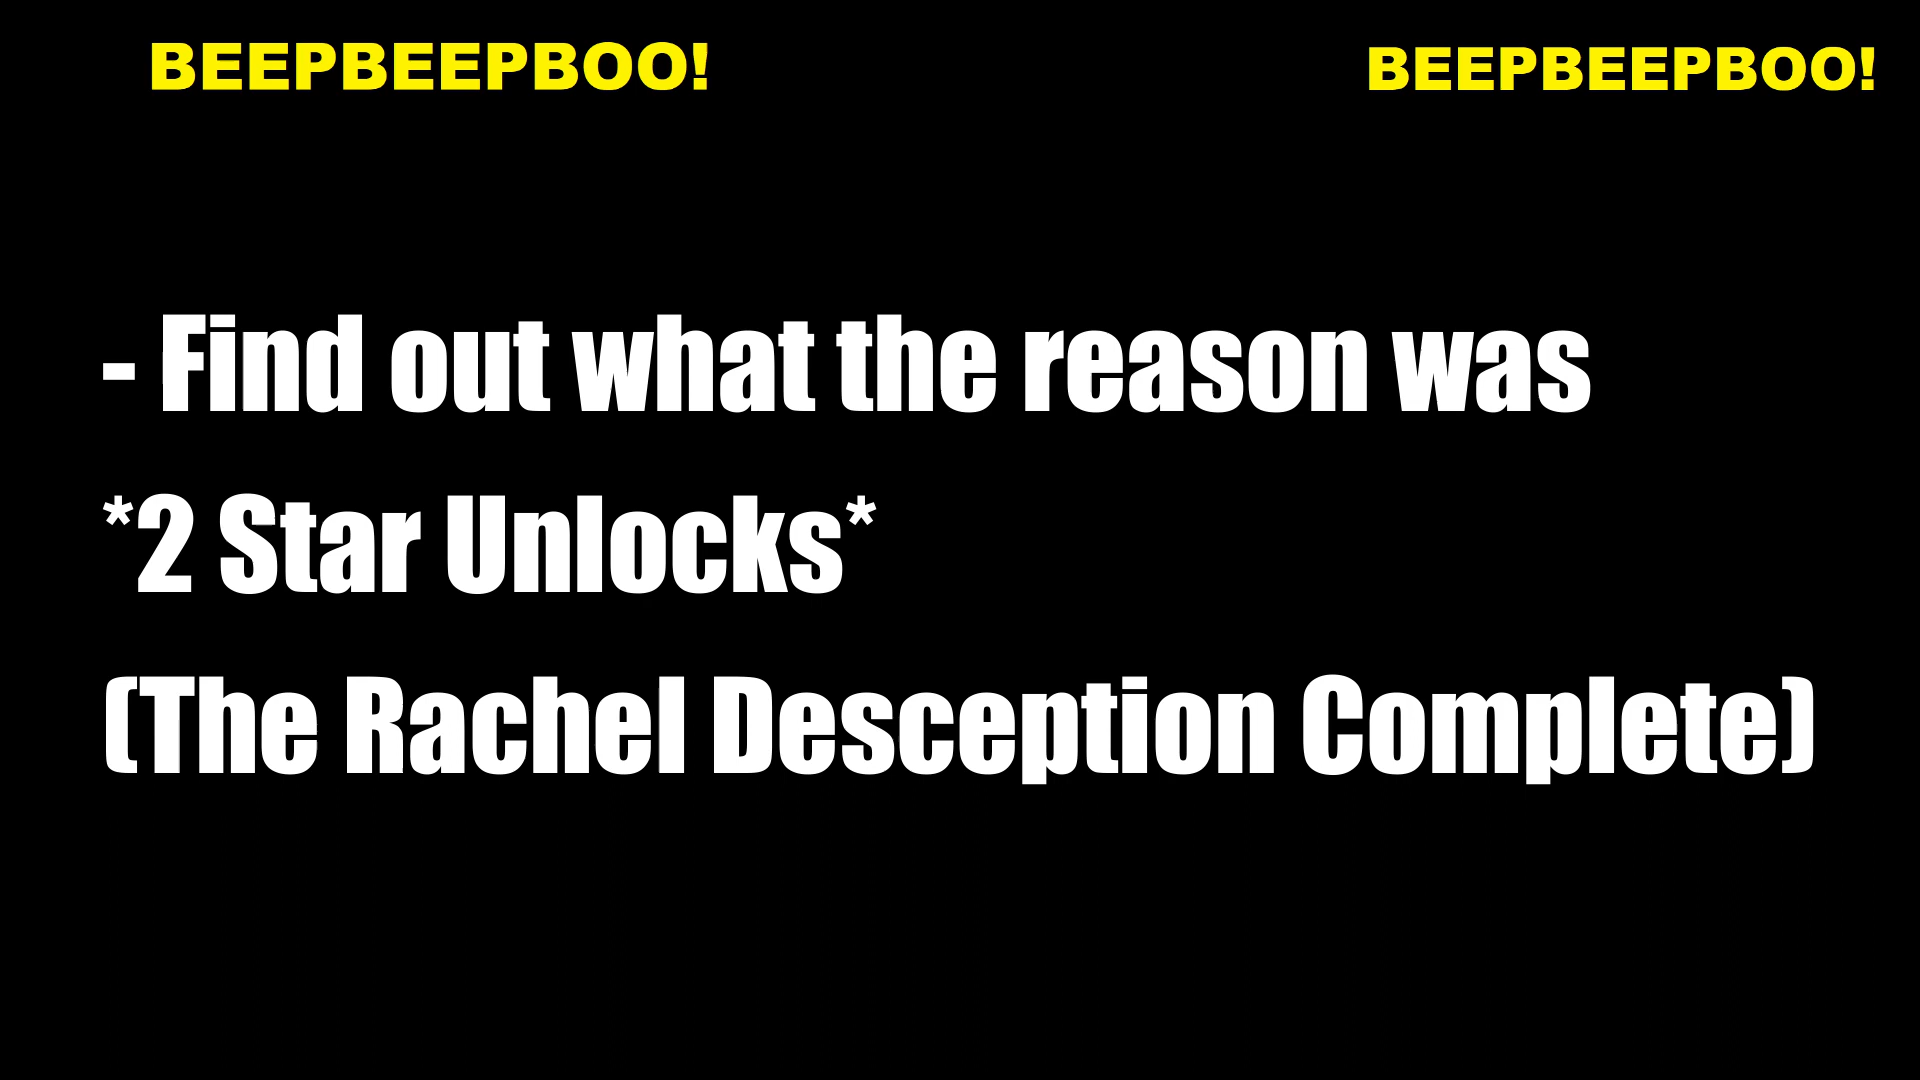 BEEPBEEPBOO! BEEPBEEPBOO!
- Find out what the reason was
*2 Star Unlocks*
(The Rachel Desception Complete)